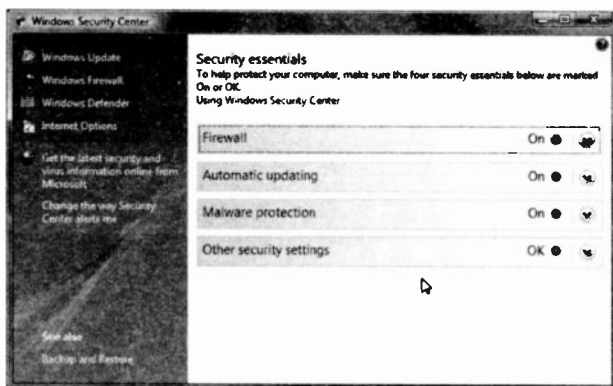 Windows Security Center
Windows Update
Windows Firewall
Windows Defender
Internet Options
Get the latest security and
virus information online from
Microsoft
Change the way Security
Center alerts me
See also
Backup and Restore
Security essentials
To help protect your computer, make sure the four security essentials below are marked
On or OK.
Using Windows Security Center
Firewall On
Automatic updating On
Malware protection On
Other security settings OK